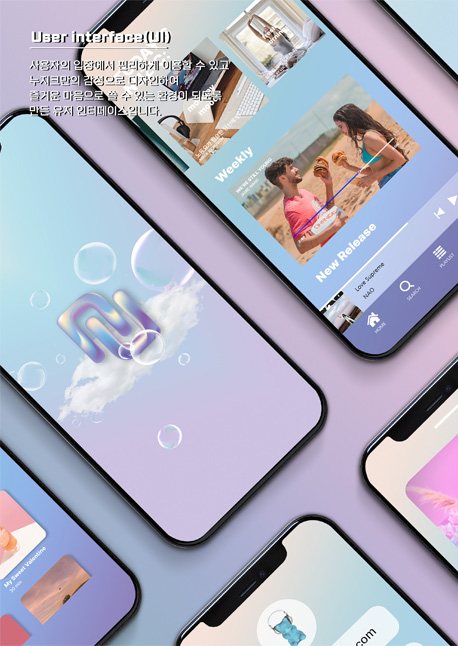 User interface(UI)
사용자의 입장에서 편리하게 이용할 수 있고
뉴지크만의 감성으로 디자인하여
즐거운 마음으로 쓸 수 있는 환경이 되도록
만든 유저 인터페이스입니다.
Weekly
New Release
Love Supreme
NAO
HOME
SEARCH
PLAYLIST
My Sweet Valentine
.com